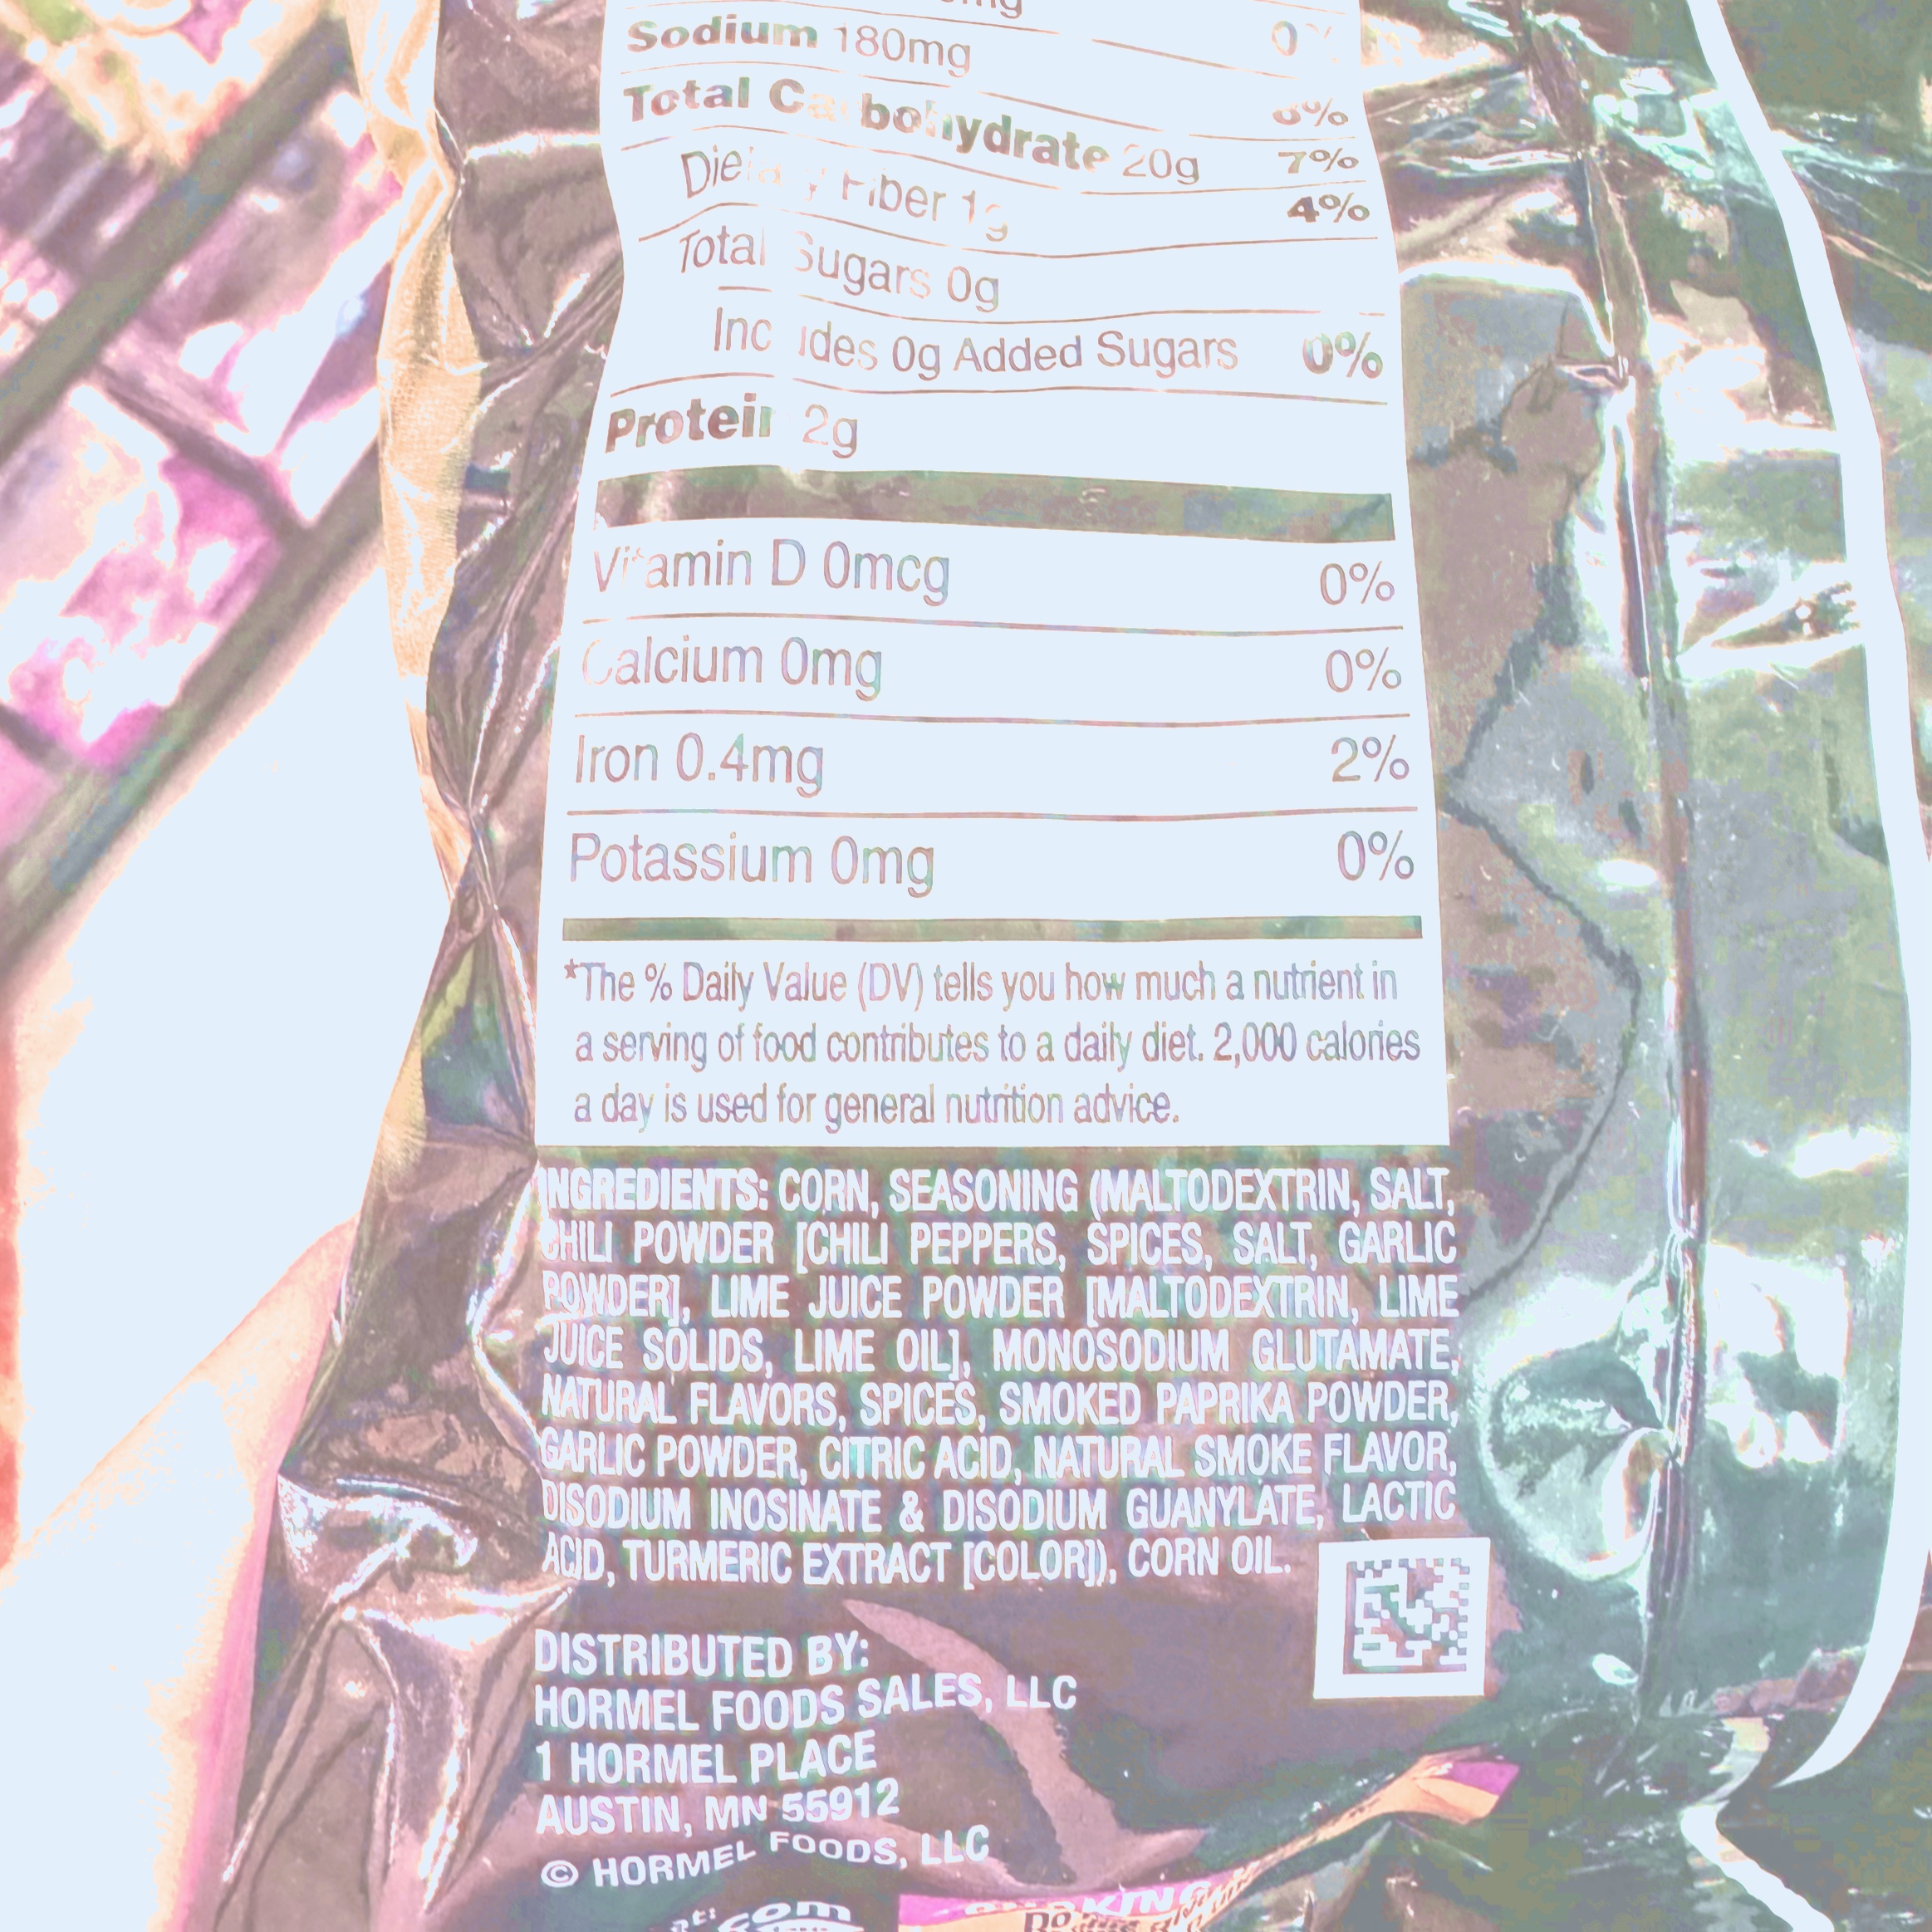 Sodium 180mg
0%
8%
Total Carbohydrate 20g 7%
Dietary Fiber 1g 4%
Total Sugars 0g
Includes 0g Added Sugars 0%
Protein 2g
Vitamin D 0mcg 0%
Calcium 0mg 0%
Iron 0.4mg 2%
Potassium 0mg 0%
*The % Daily Value (DV) tells you how much a nutrient in
a serving of food contributes to a daily diet. 2,000 calories
a day is used for general nutrition advice.
INGREDIENTS: CORN, SEASONING (MALTODEXTRIN, SALT,
CHILI POWDER [CHILI PEPPERS, SPICES, SALT, GARLIC
POWDER], LIME JUICE POWDER [MALTODEXTRIN, LIME
JUICE SOLIDS, LIME OIL], MONOSODIUM GLUTAMATE,
NATURAL FLAVORS, SPICES, SMOKED PAPRIKA POWDER,
GARLIC POWDER, CITRIC ACID, NATURAL SMOKE FLAVOR,
DISODIUM INOSINATE & DISODIUM GUANYLATE, LACTIC
ACID, TURMERIC EXTRACT [COLOR]), CORN OIL.
DISTRIBUTED BY:
HORMEL FOODS SALES, LLC
1 HORMEL PLACE
AUSTIN, MN 55912
© HORMEL FOODS, LLC